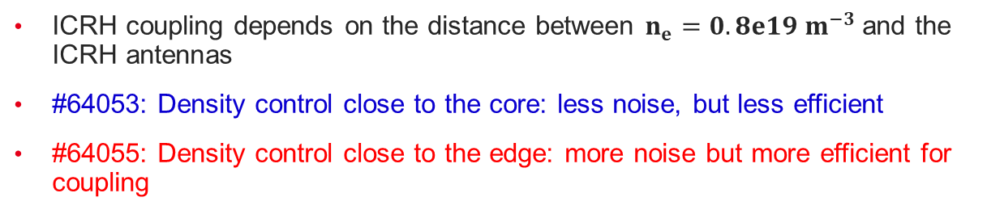 • ICRH coupling depends on the distance between nₑ = 0.8e19 m⁻³ and the
ICRH antennas
• #64053: Density control close to the core: less noise, but less efficient
• #64055: Density control close to the edge: more noise but more efficient for
coupling